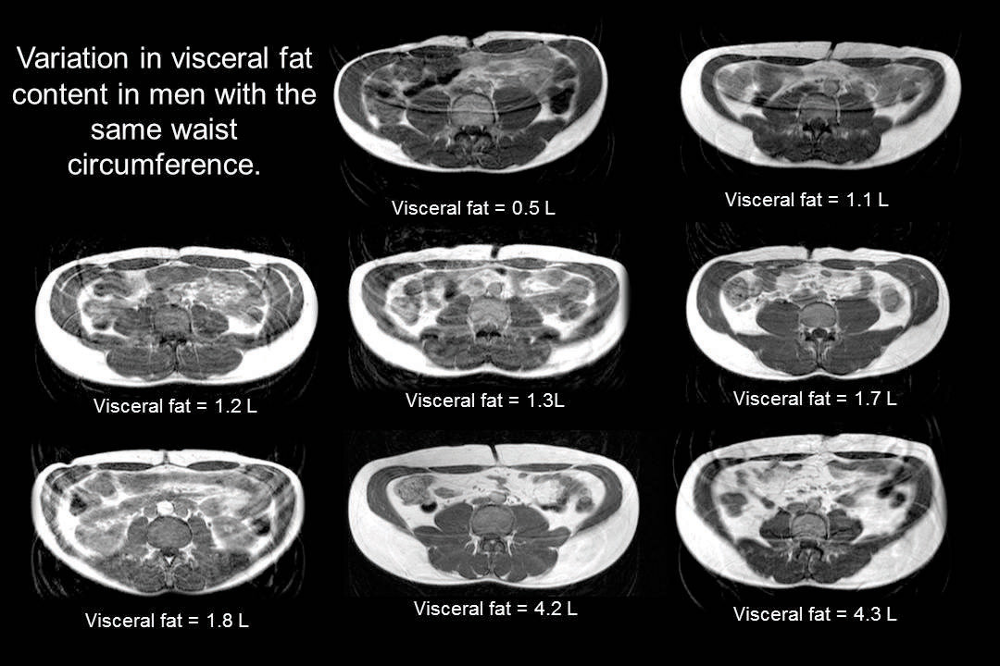 Variation in visceral fat
content in men with the
same waist
circumference.
Visceral fat = 0.5 L
Visceral fat = 1.1 L
Visceral fat = 1.2 L
Visceral fat = 1.3L
Visceral fat = 1.7 L
Visceral fat = 1.8 L
Visceral fat = 4.2 L
Visceral fat = 4.3 L